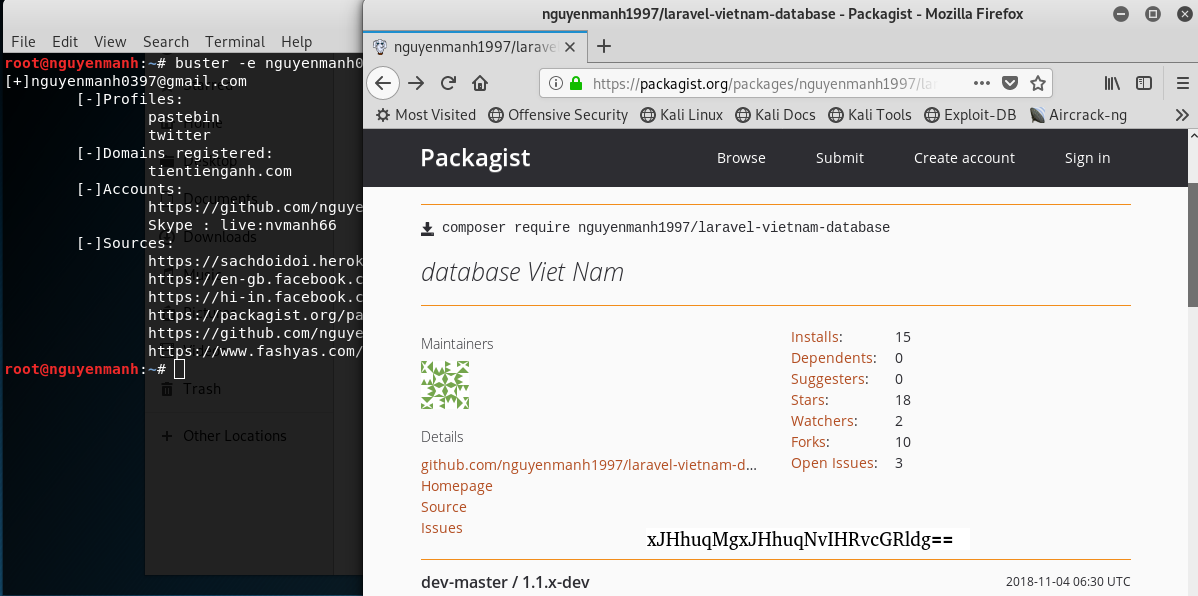 nguyenmanh1997/laravel-vietnam-database - Packagist - Mozilla Firefox
File Edit View Search Terminal Help
root@nguyenmanh:~# buster -e nguyenmanh0
[+]nguyenmanh0397@gmail.com
[-]Profiles:
pastebin
twitter
[-]Domains registered:
tientienganh.com
[-]Accounts:
https://github.com/nguye
Skype : live:nvmanh66
[-]Sources:
https://sachdoidoi.herok
https://en-gb.facebook.c
https://hi-in.facebook.c
https://packagist.org/pa
https://github.com/nguye
https://www.fashyas.com/
root@nguyenmanh:~#
Home
Desktop
Documents
Downloads
Music
Trash
+ Other Locations
nguyenmanh1997/larave
https://packagist.org/packages/nguyenmanh1997/la
Most Visited Offensive Security Kali Linux Kali Docs Kali Tools Exploit-DB Aircrack-ng
Packagist Browse Submit Create account Sign in
composer require nguyenmanh1997/laravel-vietnam-database
database Viet Nam
Maintainers
Details
github.com/nguyenmanh1997/laravel-vietnam-d...
Homepage
Source
Issues
Installs: 15
Dependents: 0
Suggesters: 0
Stars: 18
Watchers: 2
Forks: 10
Open Issues: 3
xJHhuqMgxJHhuqNvIHRvcGRldg==
dev-master / 1.1.x-dev 2018-11-04 06:30 UTC